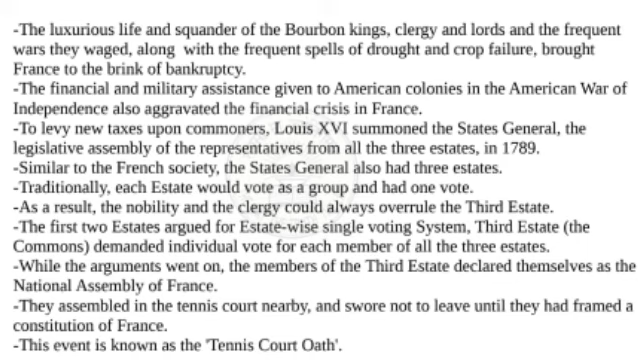 -The luxurious life and squander of the Bourbon kings, clergy and lords and the frequent
wars they waged, along with the frequent spells of drought and crop failure, brought
France to the brink of bankruptcy.
-The financial and military assistance given to American colonies in the American War of
Independence also aggravated the financial crisis in France.
-To levy new taxes upon commoners, Louis XVI summoned the States General, the
legislative assembly of the representatives from all the three estates, in 1789.
-Similar to the French society, the States General also had three estates.
-Traditionally, each Estate would vote as a group and had one vote.
-As a result, the nobility and the clergy could always overrule the Third Estate.
-The first two Estates argued for Estate-wise single voting System, Third Estate (the
Commons) demanded individual vote for each member of all the three estates.
-While the arguments went on, the members of the Third Estate declared themselves as the
National Assembly of France.
-They assembled in the tennis court nearby, and swore not to leave until they had framed a
constitution of France.
-This event is known as the 'Tennis Court Oath'.